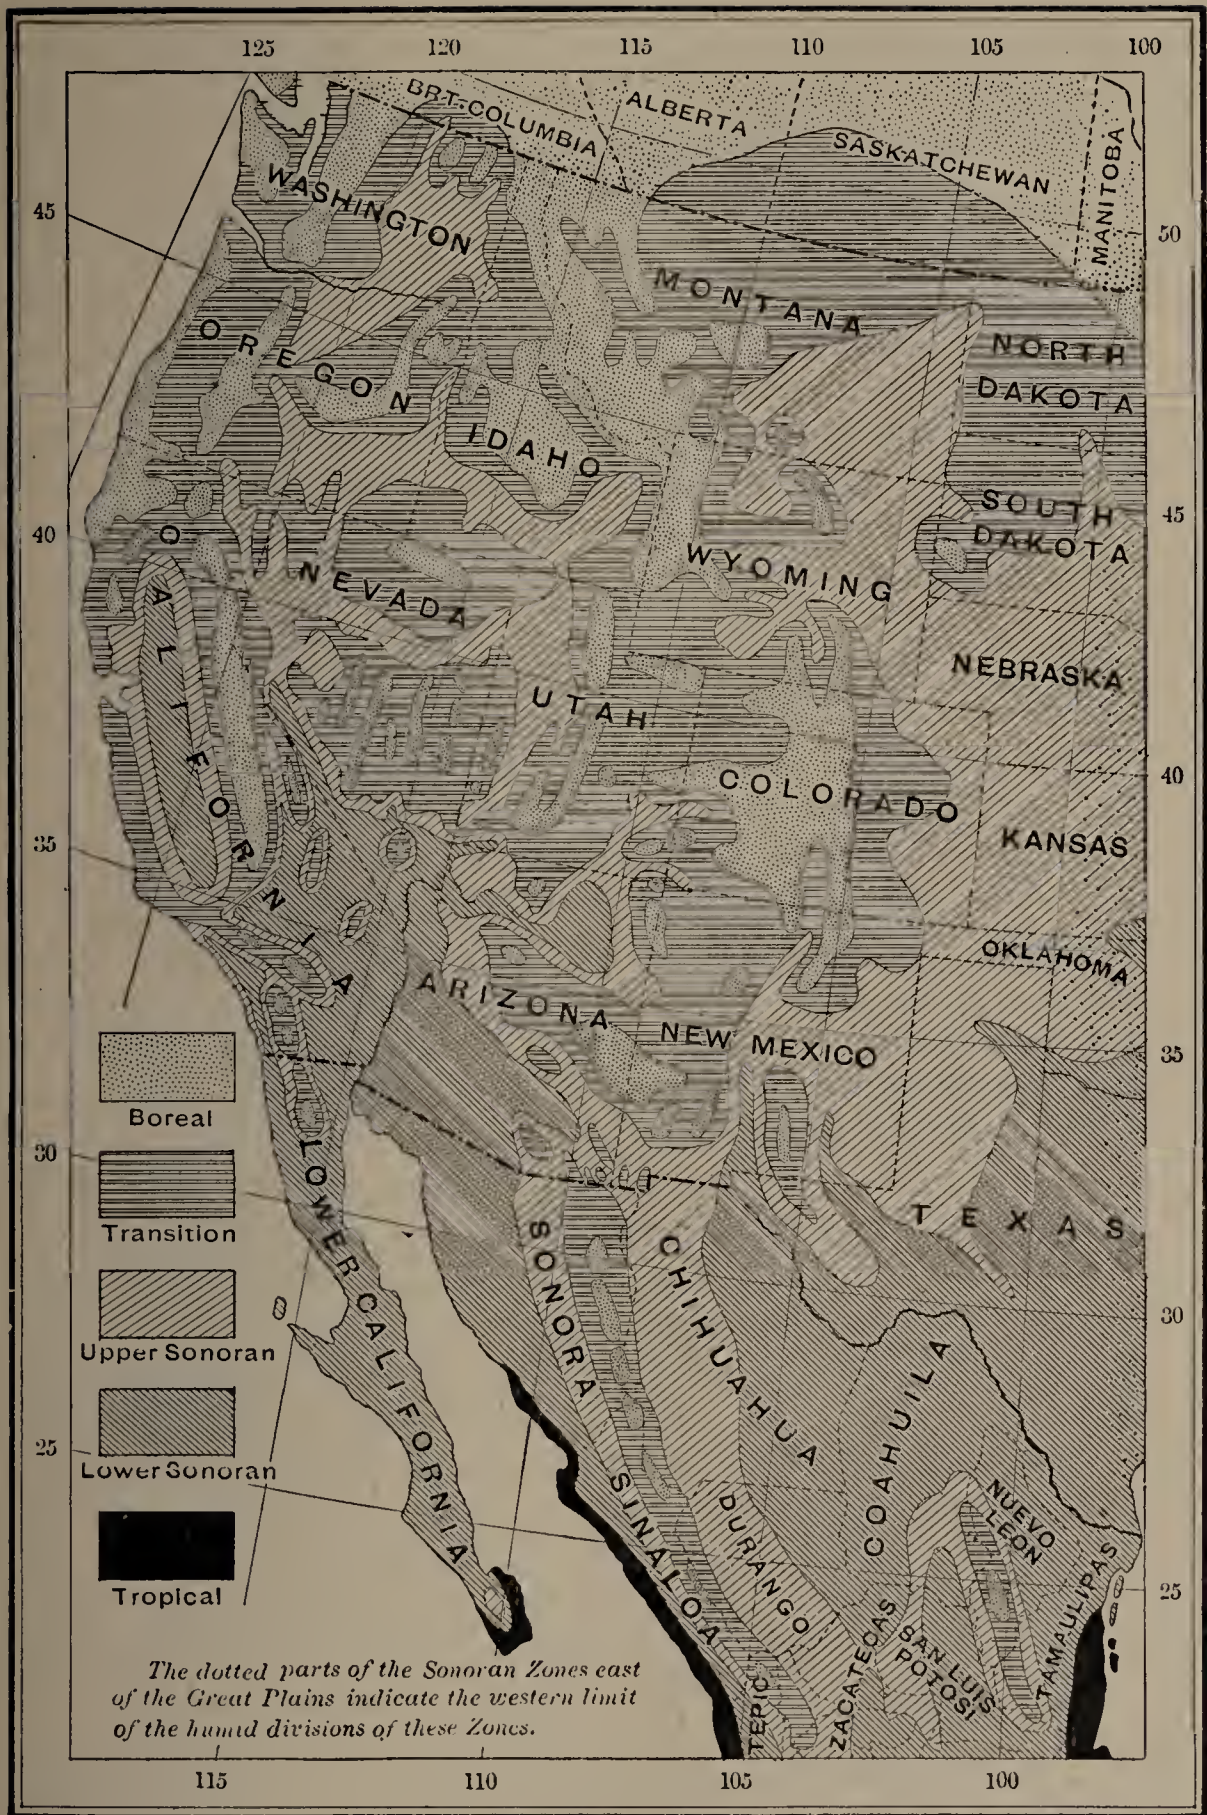 125 120 115 110 105 100
BRT. COLUMBIA
ALBERTA
SASKATCHEWAN
MANITOBA
WASHINGTON
45
50
MONTANA
OREGON
NORTH
DAKOTA
IDAHO
SOUTH
DAKOTA
45
40
WYOMING
NEVADA
NEBRASKA
UTAH
CALIFORNIA
COLORADO
40
KANSAS
35
OKLAHOMA
ARIZONA
NEW MEXICO
35
Boreal
30
Transition
LOWER CALIFORNIA
SONORA
CHIHUAHUA
TEXAS
30
Upper Sonoran
COAHUILA
25
Lower Sonoran
SINALOA
DURANGO
NUEVO
LEON
Tropical
25
TAMAULIPAS
ZACATECAS
SAN LUIS
POTOSI
TEPIC
The dotted parts of the Sonoran Zones east
of the Great Plains indicate the western limit
of the humid divisions of these Zones.
115 110 105 100